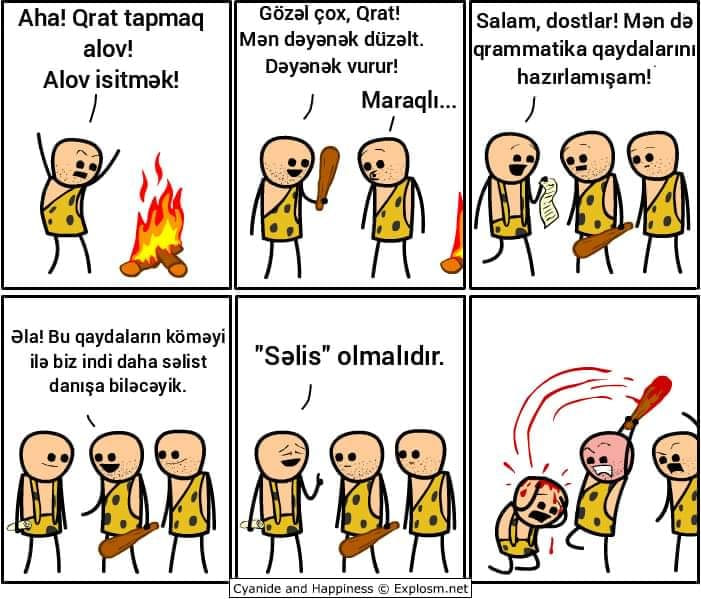 Aha! Qrat tapmaq
alov!
Alov isitmək!
Gözəl çox, Qrat!
Mən dəyənək düzəlt.
Dəyənək vurur!
Maraqlı...
Salam, dostlar! Mən də
qrammatika qaydalarını
hazırlamışam!
Əla! Bu qaydaların köməyi
ilə biz indi daha səlist
danışa biləcəyik.
"Səlis" olmalıdır.
Cyanide and Happiness © Explosm.net